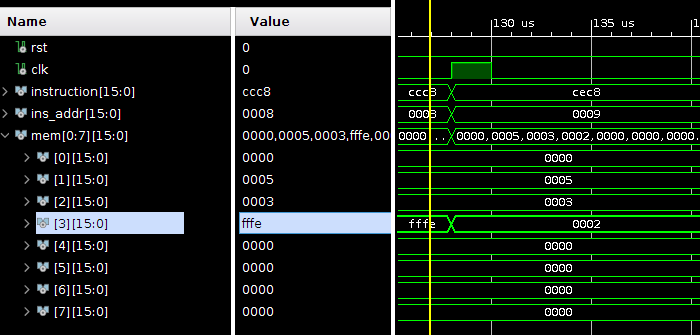 Name Value 130 us 135 us
rst 0
clk 0
instruction[15:0] ccc8 ccc8 cec8
ins_addr[15:0] 0008 0008 0009
mem[0:7][15:0] 0000,0005,0003,fffe,00 0000... 0000,0005,0003,0002,0000,0000,0000,0000.
[0][15:0] 0000 0000
[1][15:0] 0005 0005
[2][15:0] 0003 0003
[3][15:0] fffe fffe 0002
[4][15:0] 0000 0000
[5][15:0] 0000 0000
[6][15:0] 0000 0000
[7][15:0] 0000 0000